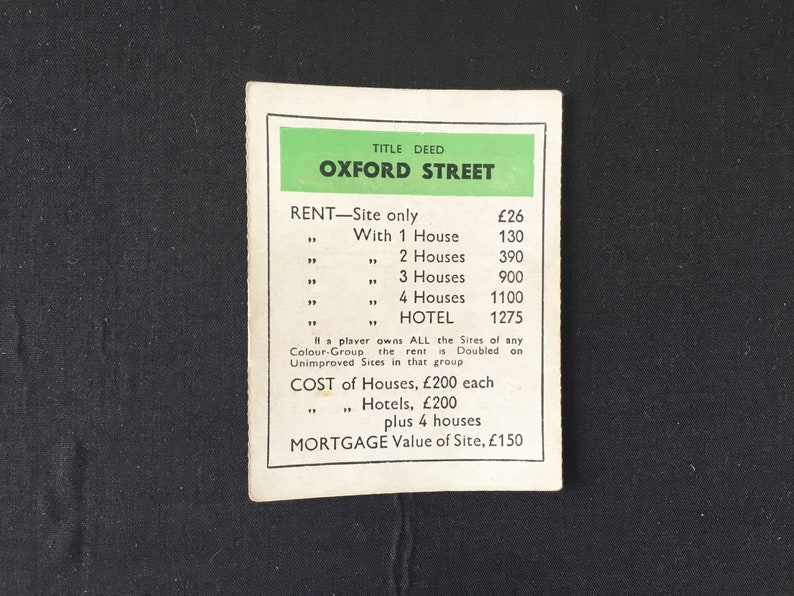 TITLE DEED
OXFORD STREET
RENT—Site only £26
„ With 1 House 130
„ „ 2 Houses 390
„ „ 3 Houses 900
„ „ 4 Houses 1100
„ „ HOTEL 1275
If a player owns ALL the Sites of any
Colour-Group the rent is Doubled on
Unimproved Sites in that group
COST of Houses, £200 each
„ „ Hotels, £200
plus 4 houses
MORTGAGE Value of Site, £150